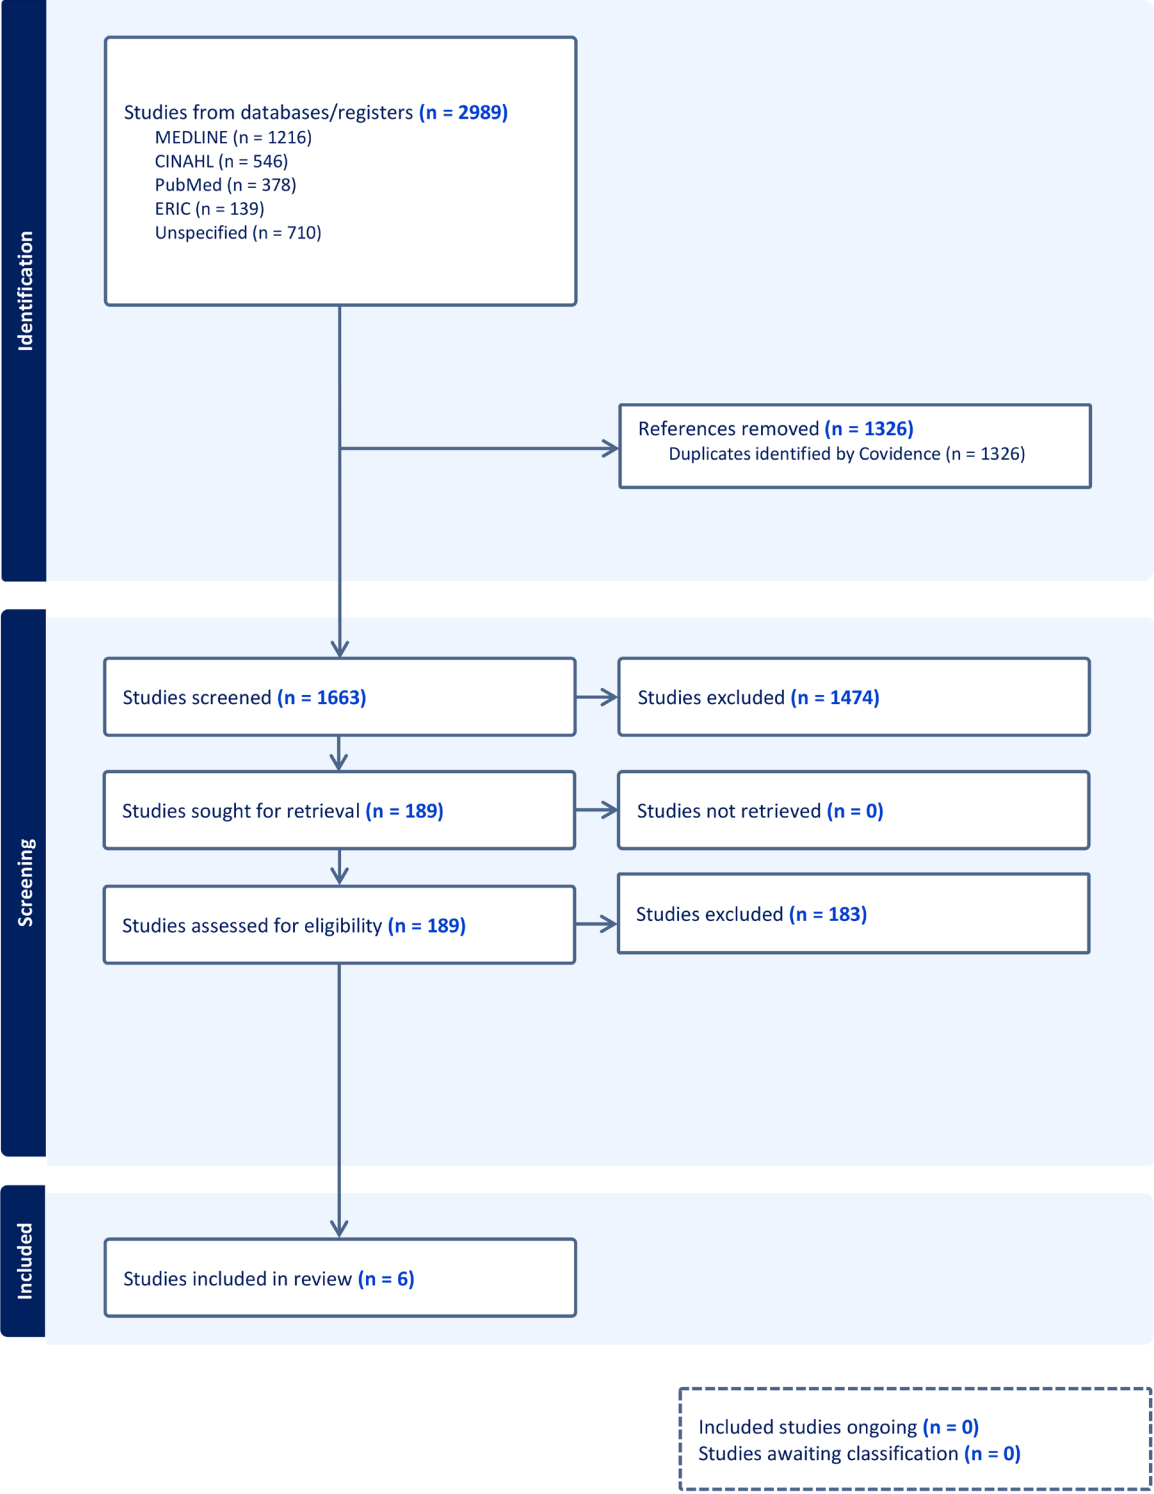 Identification
Studies from databases/registers (n = 2989)
MEDLINE (n = 1216)
CINAHL (n = 546)
PubMed (n = 378)
ERIC (n = 139)
Unspecified (n = 710)
References removed (n = 1326)
Duplicates identified by Covidence (n = 1326)
Screening
Studies screened (n = 1663)
Studies excluded (n = 1474)
Studies sought for retrieval (n = 189)
Studies not retrieved (n = 0)
Studies assessed for eligibility (n = 189)
Studies excluded (n = 183)
Included
Studies included in review (n = 6)
Included studies ongoing (n = 0)
Studies awaiting classification (n = 0)